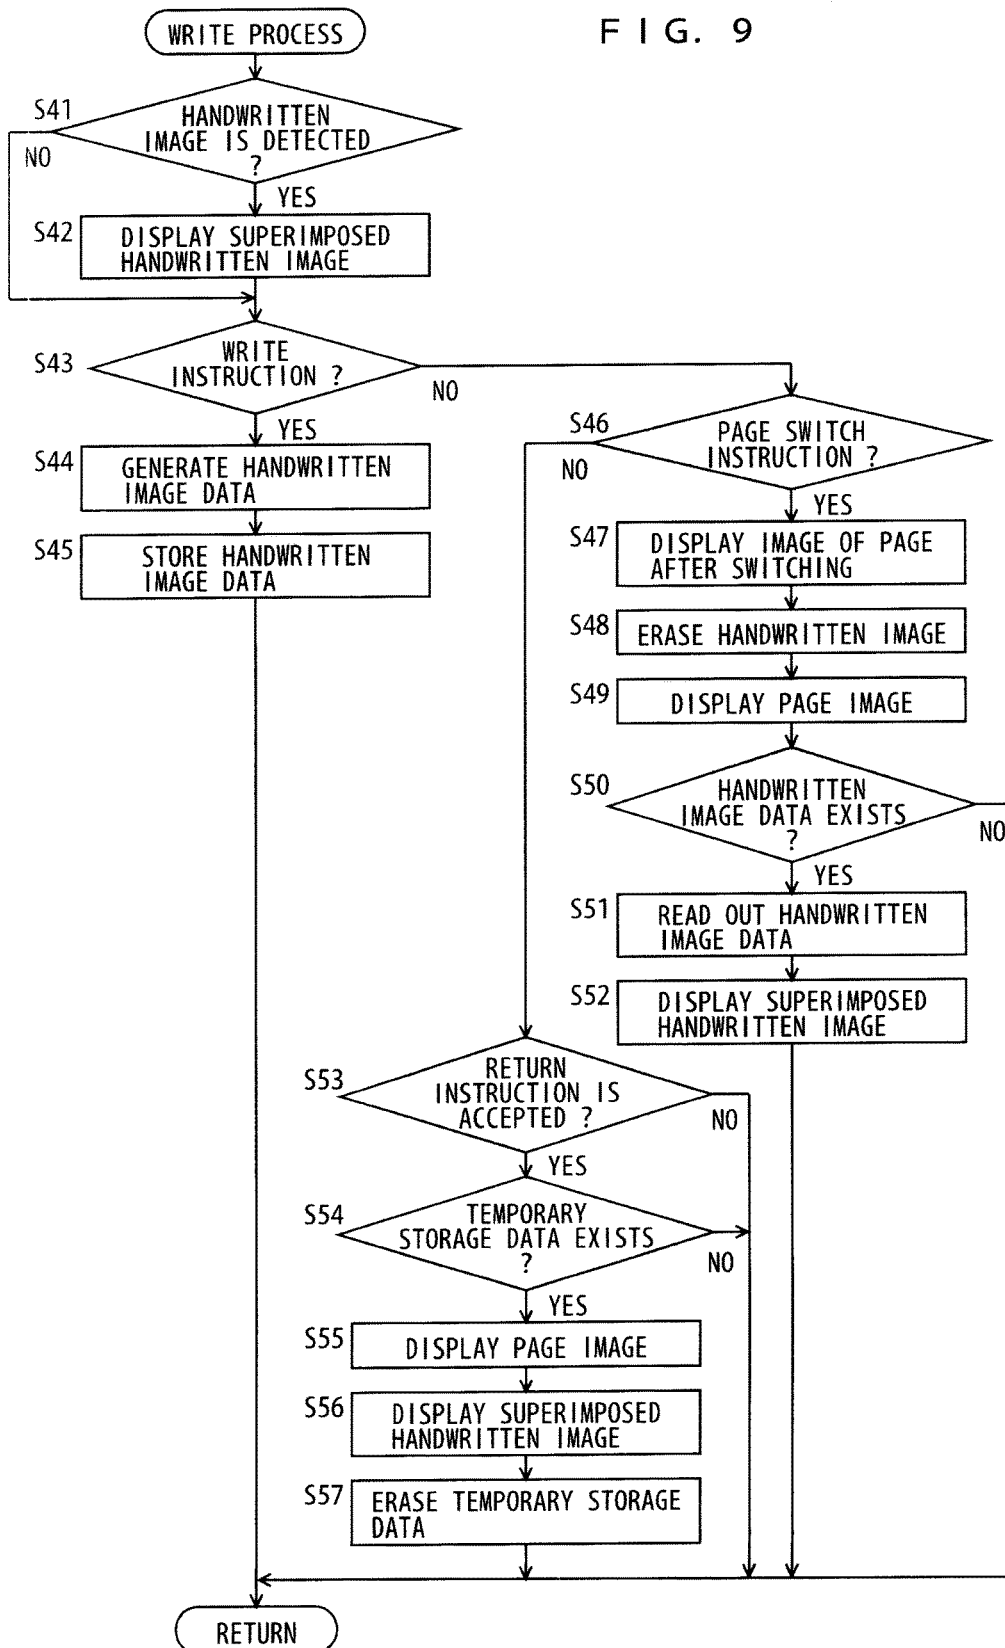 FIG. 9
WRITE PROCESS
S41
HANDWRITTEN
IMAGE IS DETECTED
?
NO
YES
S42
DISPLAY SUPERIMPOSED
HANDWRITTEN IMAGE
S43
WRITE
INSTRUCTION ?
NO
YES
S44
GENERATE HANDWRITTEN
IMAGE DATA
S45
STORE HANDWRITTEN
IMAGE DATA
S46
PAGE SWITCH
INSTRUCTION ?
NO
YES
S47
DISPLAY IMAGE OF PAGE
AFTER SWITCHING
S48
ERASE HANDWRITTEN IMAGE
S49
DISPLAY PAGE IMAGE
S50
HANDWRITTEN
IMAGE DATA EXISTS
?
NO
YES
S51
READ OUT HANDWRITTEN
IMAGE DATA
S52
DISPLAY SUPERIMPOSED
HANDWRITTEN IMAGE
S53
RETURN
INSTRUCTION IS
ACCEPTED ?
NO
YES
S54
TEMPORARY
STORAGE DATA EXISTS
?
NO
YES
S55
DISPLAY PAGE IMAGE
S56
DISPLAY SUPERIMPOSED
HANDWRITTEN IMAGE
S57
ERASE TEMPORARY STORAGE
DATA
RETURN